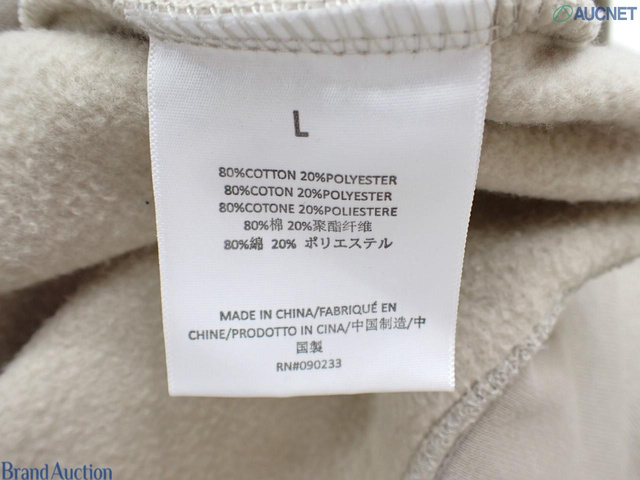 AUCNET
L
80%COTTON 20%POLYESTER
80%COTON 20%POLYESTER
80%COTONE 20%POLIESTERE
80%棉 20%聚酯纤维
80%綿 20% ポリエステル
MADE IN CHINA/FABRIQUÉ EN
CHINE/PRODOTTO IN CINA/中国制造/中
国製
RN#090233
Brand Auction